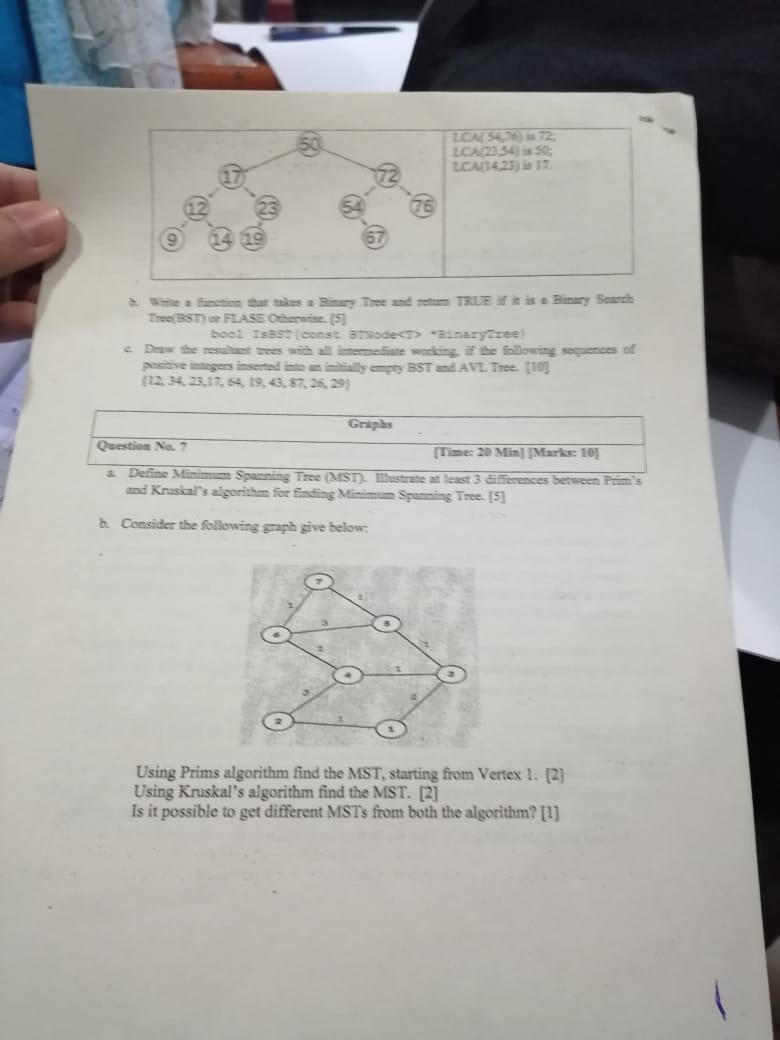 50
LCA( 54,76) is 72;
LCA(23,54) is 50;
LCA(14,23) is 17.
17 72
12 23 54 76
9 14 19 67
b. Write a function that takes a Binary Tree and return TRUE if it is a Binary Search
Tree(BST) or FLASE Otherwise. [5]
bool IsBST(const BTNode<T> *BinaryTree)
c. Draw the resultant trees with all intermediate working, if the following sequences of
positive integers inserted into an initially empty BST and AVL Tree. [10]
{12, 34, 23,17, 64, 19, 43, 87, 26, 29}
Graphs
Question No. 7 [Time: 20 Min] [Marks: 10]
a. Define Minimum Spanning Tree (MST). Illustrate at least 3 differences between Prim's
and Kruskal's algorithm for finding Minimum Spanning Tree. [5]
b. Consider the following graph give below:
7
1
3 5
6
4 1 3
3 2
2 1 1
Using Prims algorithm find the MST, starting from Vertex 1. [2]
Using Kruskal's algorithm find the MST. [2]
Is it possible to get different MSTs from both the algorithm? [1]